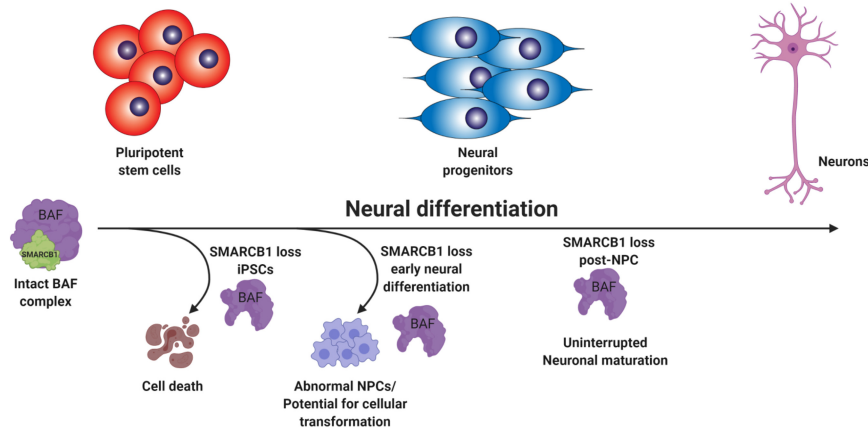 Pluripotent
stem cells
Neural
progenitors
Neurons
Neural differentiation
BAF
SMARCB1
Intact BAF
complex
SMARCB1 loss
iPSCs
BAF
Cell death
SMARCB1 loss
early neural
differentiation
BAF
Abnormal NPCs/
Potential for cellular
transformation
SMARCB1 loss
post-NPC
BAF
Uninterrupted
Neuronal maturation